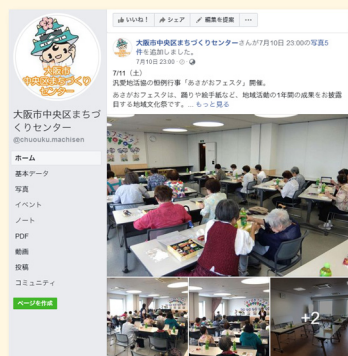 大阪市
中央区まちづくり
センター
大阪市中央区まちづ
くりセンター
@chuouku.machisen
ホーム
基本データ
写真
イベント
ノート
PDF
動画
投稿
コミュニティ
ページを作成
いいね！ シェア 編集を提案 …
大阪市中央区まちづくりセンターさんが7月10日 23:00の写真5
件を追加しました。
7月10日 23:00
7/11（土）
汎愛地活協の恒例行事「あさがおフェスタ」開催。
あさがおフェスタは、踊りや絵手紙など、地域活動の1年間の成果をお披露
目する地域文化祭です。... もっと見る
+2